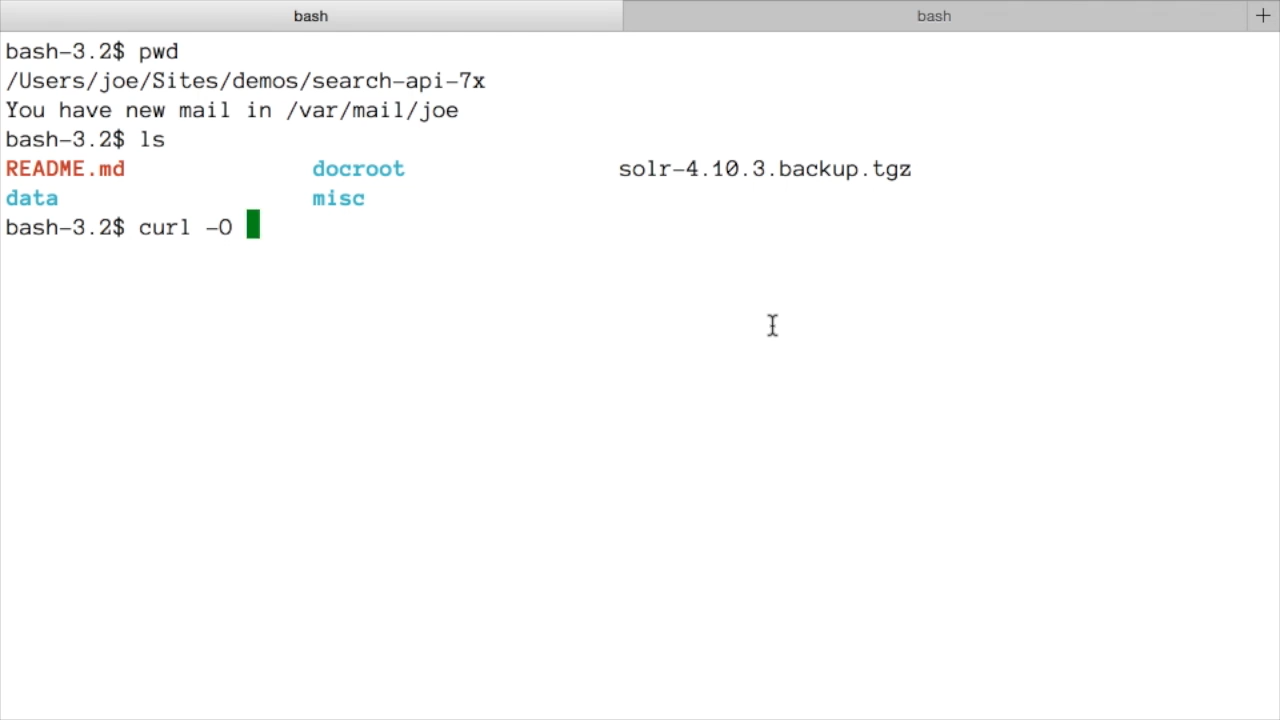 bash bash +
bash-3.2$ pwd
/Users/joe/Sites/demos/search-api-7x
You have new mail in /var/mail/joe
bash-3.2$ ls
README.md docroot solr-4.10.3.backup.tgz
data misc
bash-3.2$ curl -O